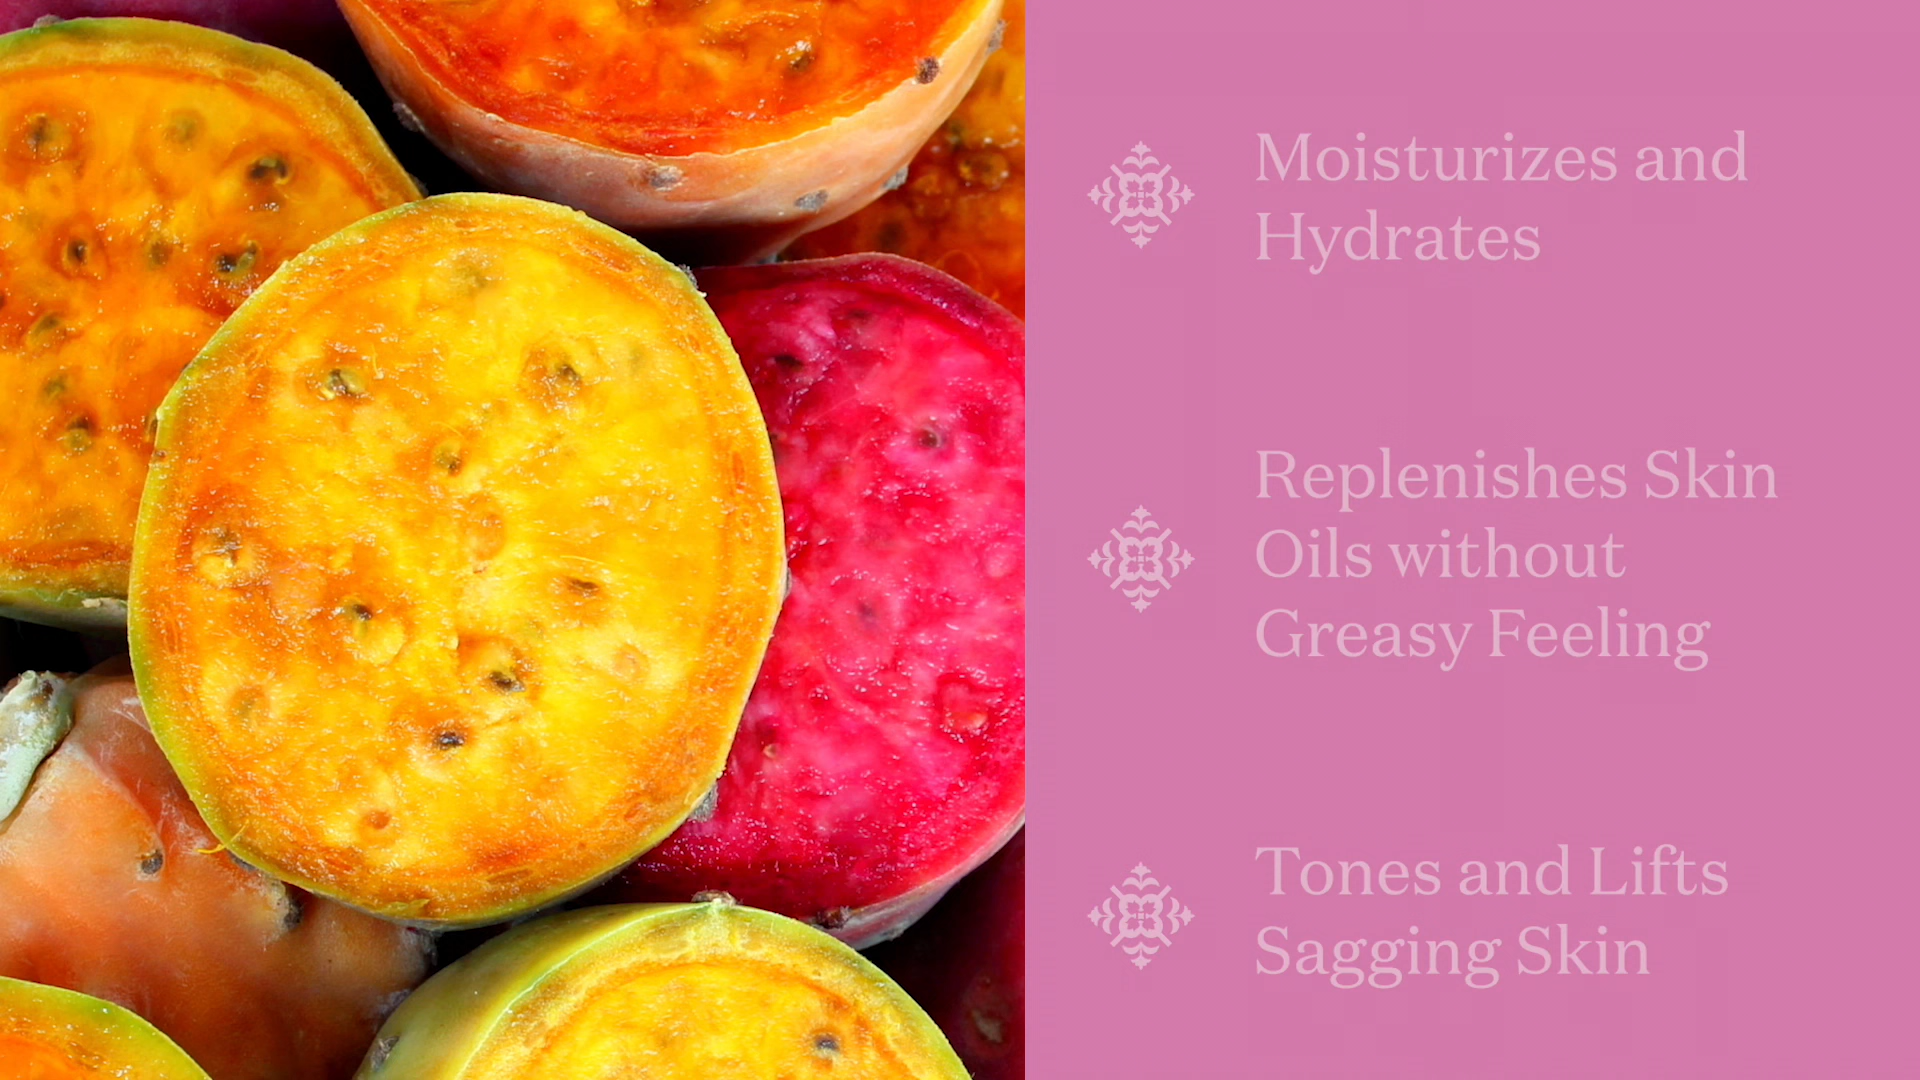 Moisturizes and
Hydrates
Replenishes Skin
Oils without
Greasy Feeling
Tones and Lifts
Sagging Skin